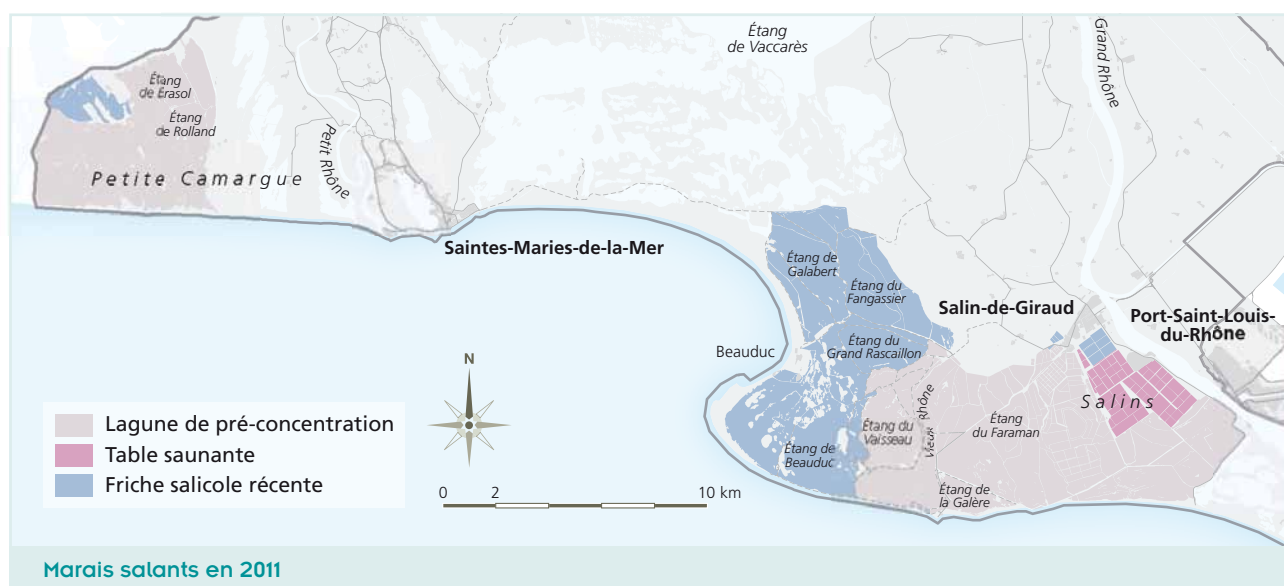 Étang
de Vaccarès
Grand Rhône
Étang
de Érasol
Étang
de Rolland
Petite Camargue
Petit Rhône
Saintes-Maries-de-la-Mer
Étang de
Galabert
Étang du
Fangassier
Salin-de-Giraud
Port-Saint-Louis-
du-Rhône
Beauduc
Étang du
Grand Rascaillon
N
Vieux Rhône
Salins
Étang
du Faraman
Étang du
Vaisseau
Étang de
Beauduc
Étang de
la Galère
Lagune de pré-concentration
Table saunante
Friche salicole récente
0 2 10 km
Marais salants en 2011